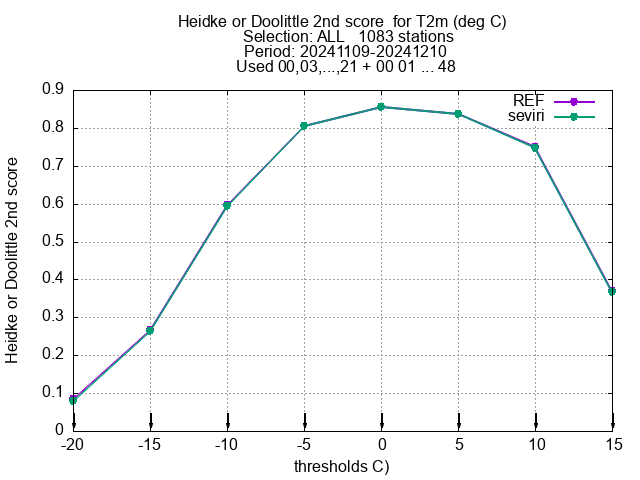 Heidke or Doolittle 2nd score  for T2m (deg C)
Selection: ALL   1083 stations
Period: 20241109-20241210
Used 00,03,...,21 + 00 01 ... 48
REF
seviri
Heidke or Doolittle 2nd score
0.9
0.8
0.7
0.6
0.5
0.4
0.3
0.2
0.1
0
-20 -15 -10 -5 0 5 10 15
thresholds C)